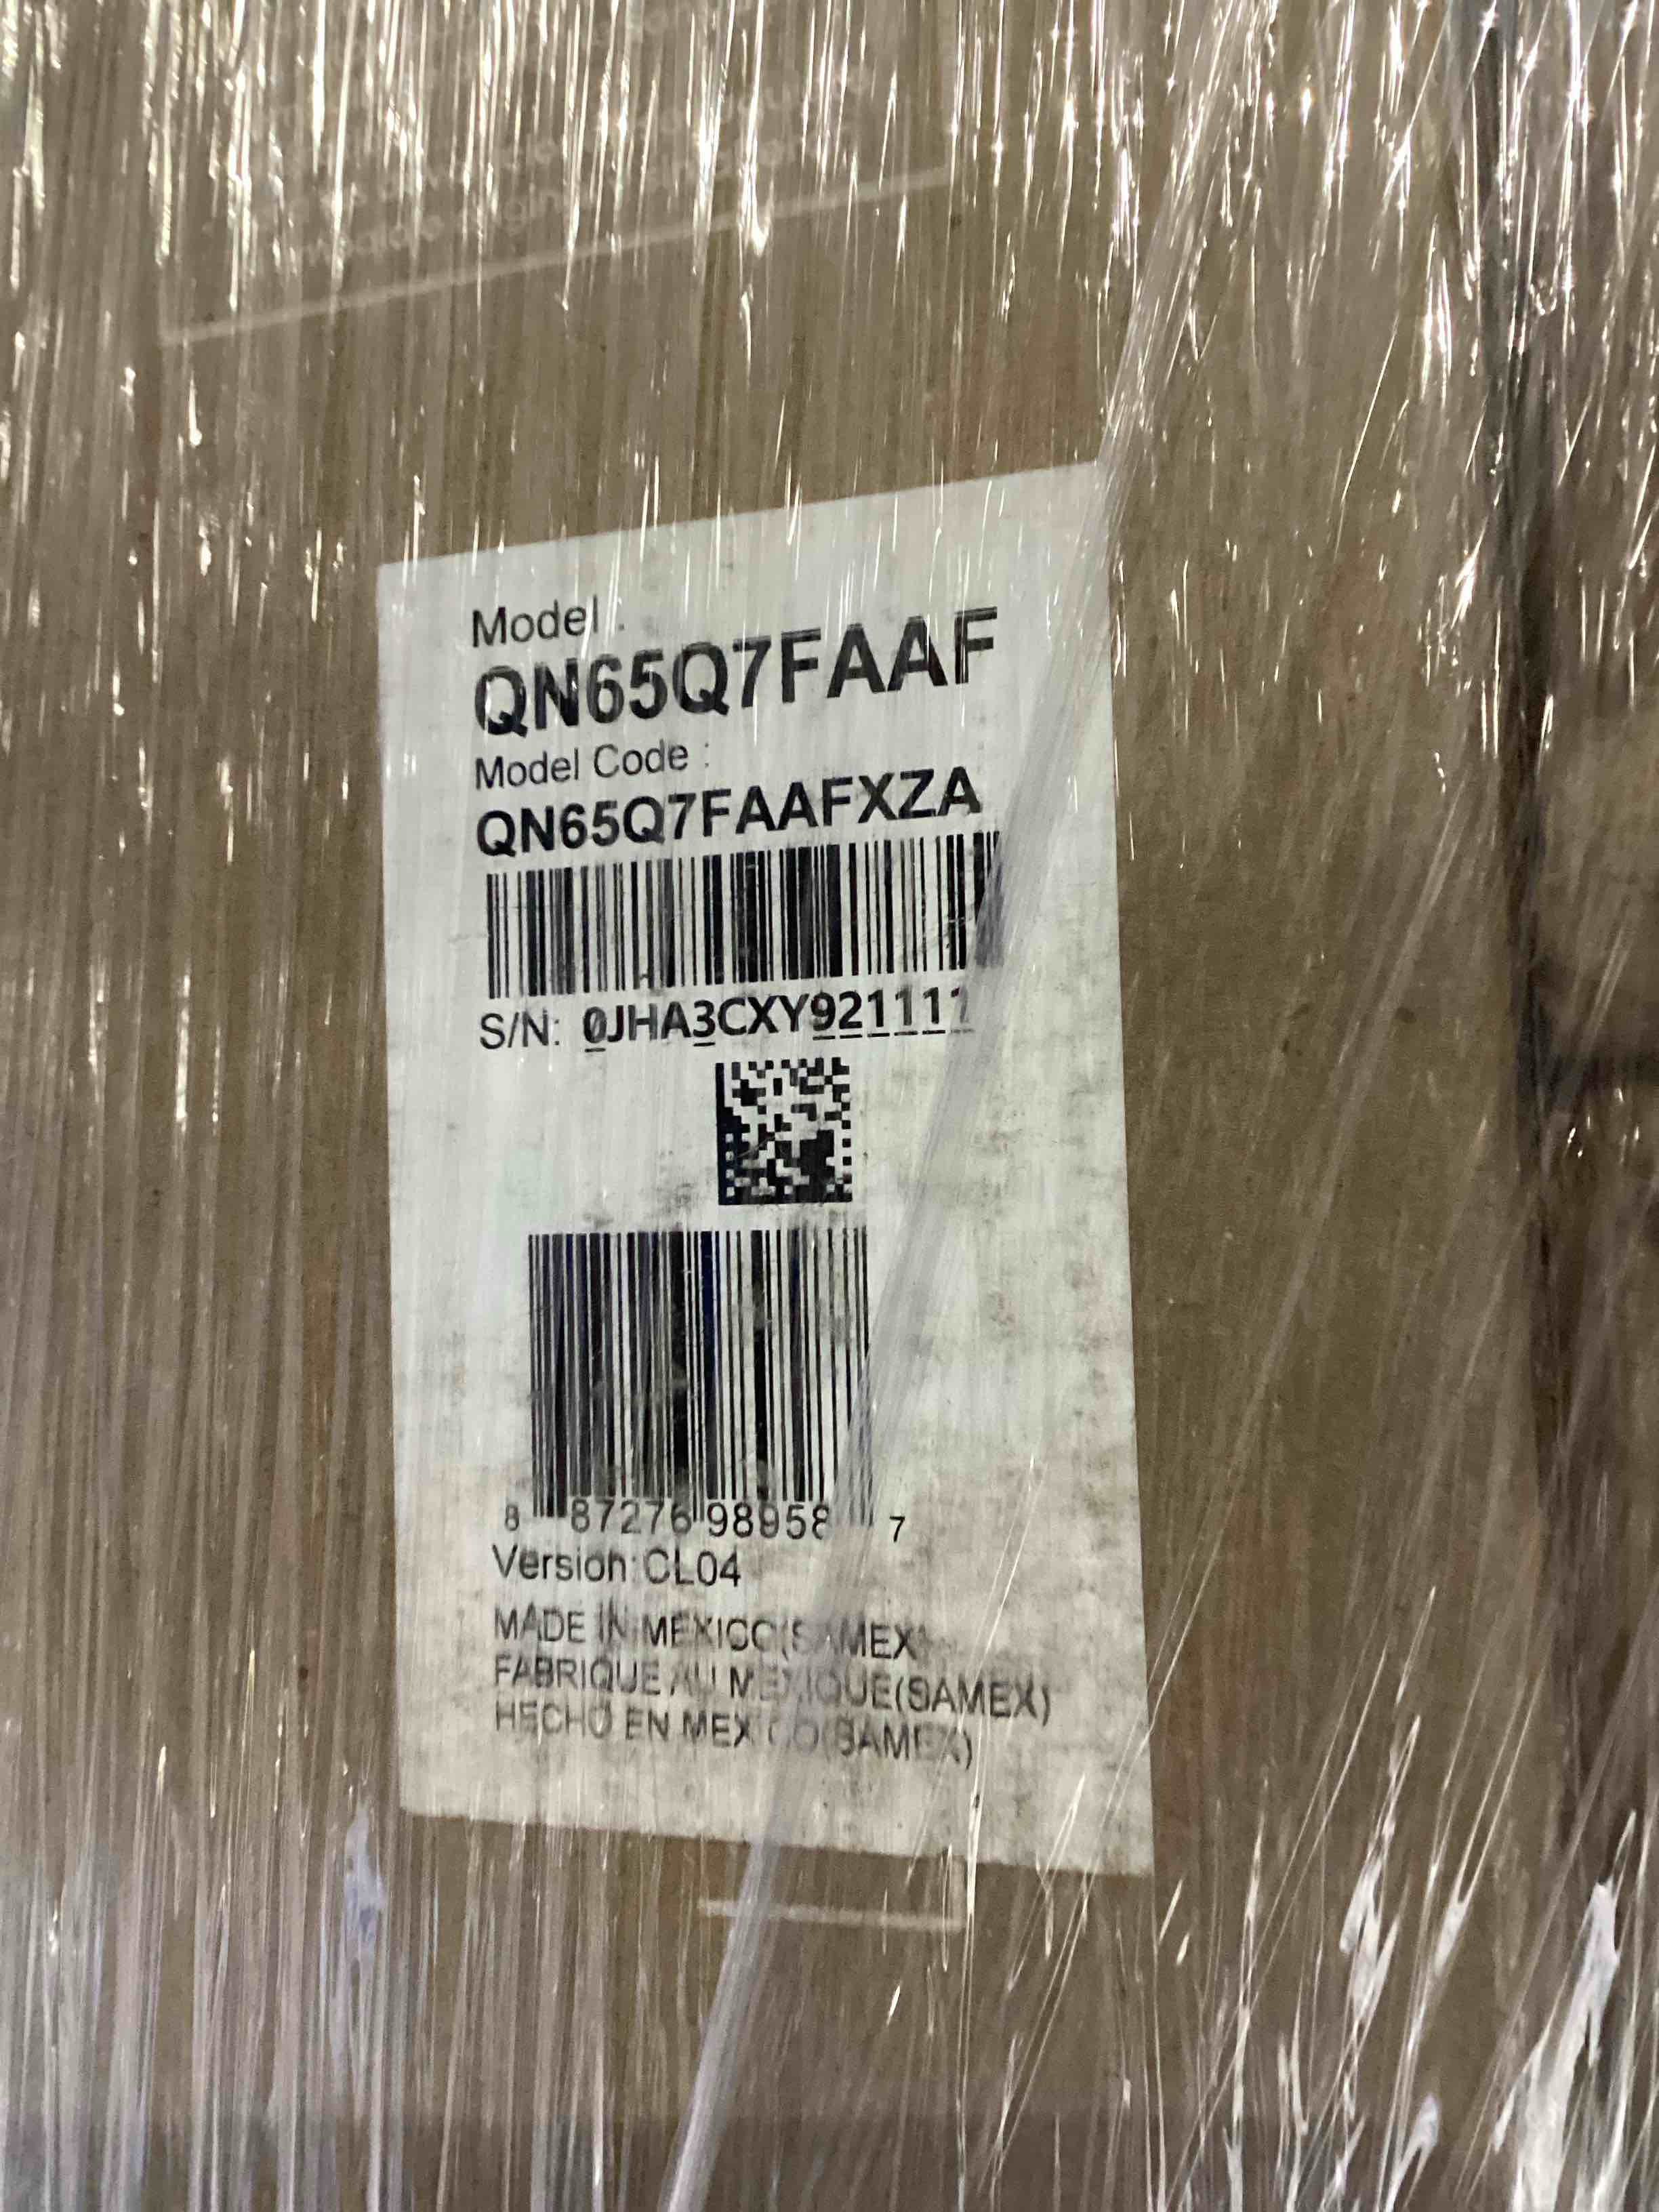 Model :
QN65Q7FAAF
Model Code :
QN65Q7FAAFXZA
S/N: 0JHA3CXY921111
8 87276 98958 7
Version:CL04
MADE IN MEXICO(SAMEX)
FABRIQUE AU MEXIQUE(SAMEX)
HECHO EN MEXICO(SAMEX)